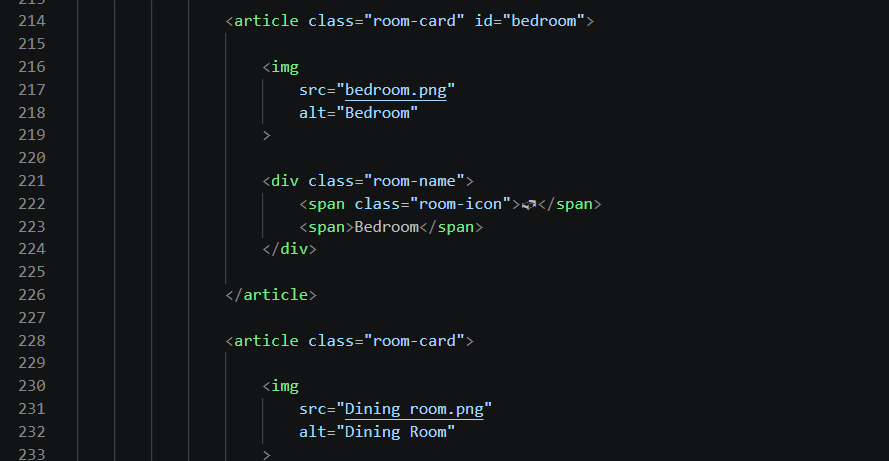 214 <article class="room-card" id="bedroom">
215
216 <img
217 src="bedroom.png"
218 alt="Bedroom"
219 >
220
221 <div class="room-name">
222 <span class="room-icon"></span>
223 <span>Bedroom</span>
224 </div>
225
226 </article>
227
228 <article class="room-card">
229
230 <img
231 src="Dining room.png"
232 alt="Dining Room"
233 >